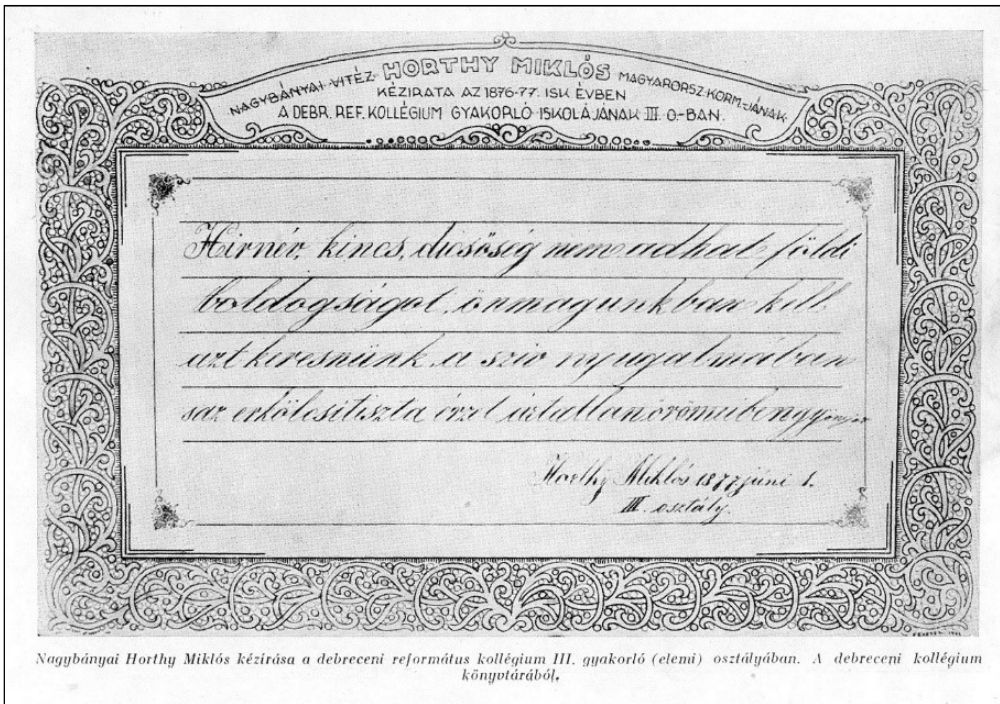 NAGYBÁNYAI VITÉZ HORTHY MIKLÓS MAGYARORSZ. KORM.-JÁNAK
KÉZIRATA AZ 1876-77. ISK. ÉVBEN
A DEBR. REF. KOLLÉGIUM GYAKORLÓ ISKOLÁJÁNAK III. O.-BAN.
Hírnév, kincs, dicsőség nem adhat földi
boldogságot, önmagunkban kell
azt keresnünk a szív nyugalmában
s az erkölcsi tiszta érzet ártatlan örömeiben
Horthy Miklós 1877 júni 1.
III. osztály.
Nagybányai Horthy Miklós kézírása a debreceni református kollégium III. gyakorló (elemi) osztályában. A debreceni kollégium
könyvtárából.